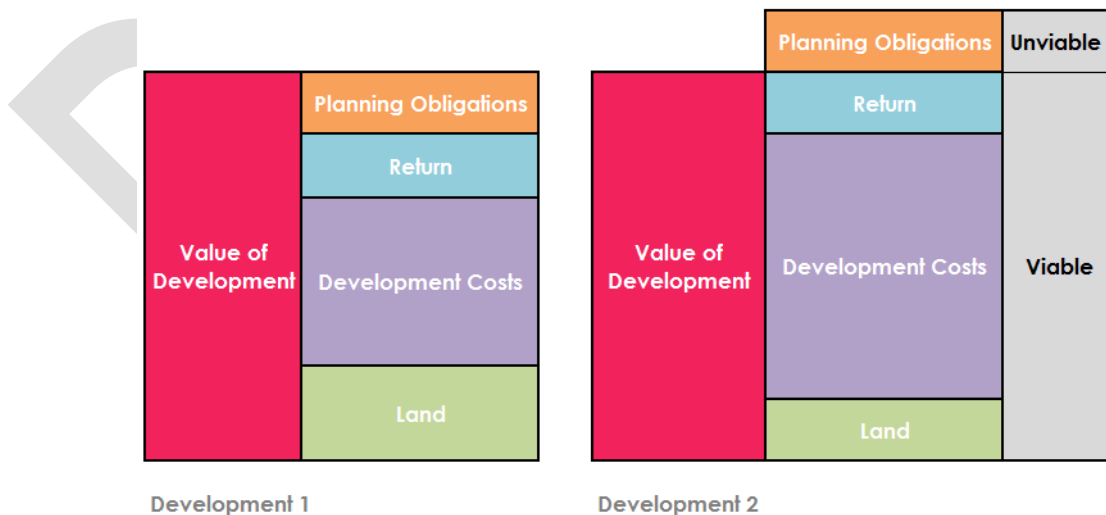 Planning Obligations
Return
Value of
Development
Development Costs
Land
Development 1
Planning Obligations
Unviable
Return
Value of
Development
Development Costs
Viable
Land
Development 2